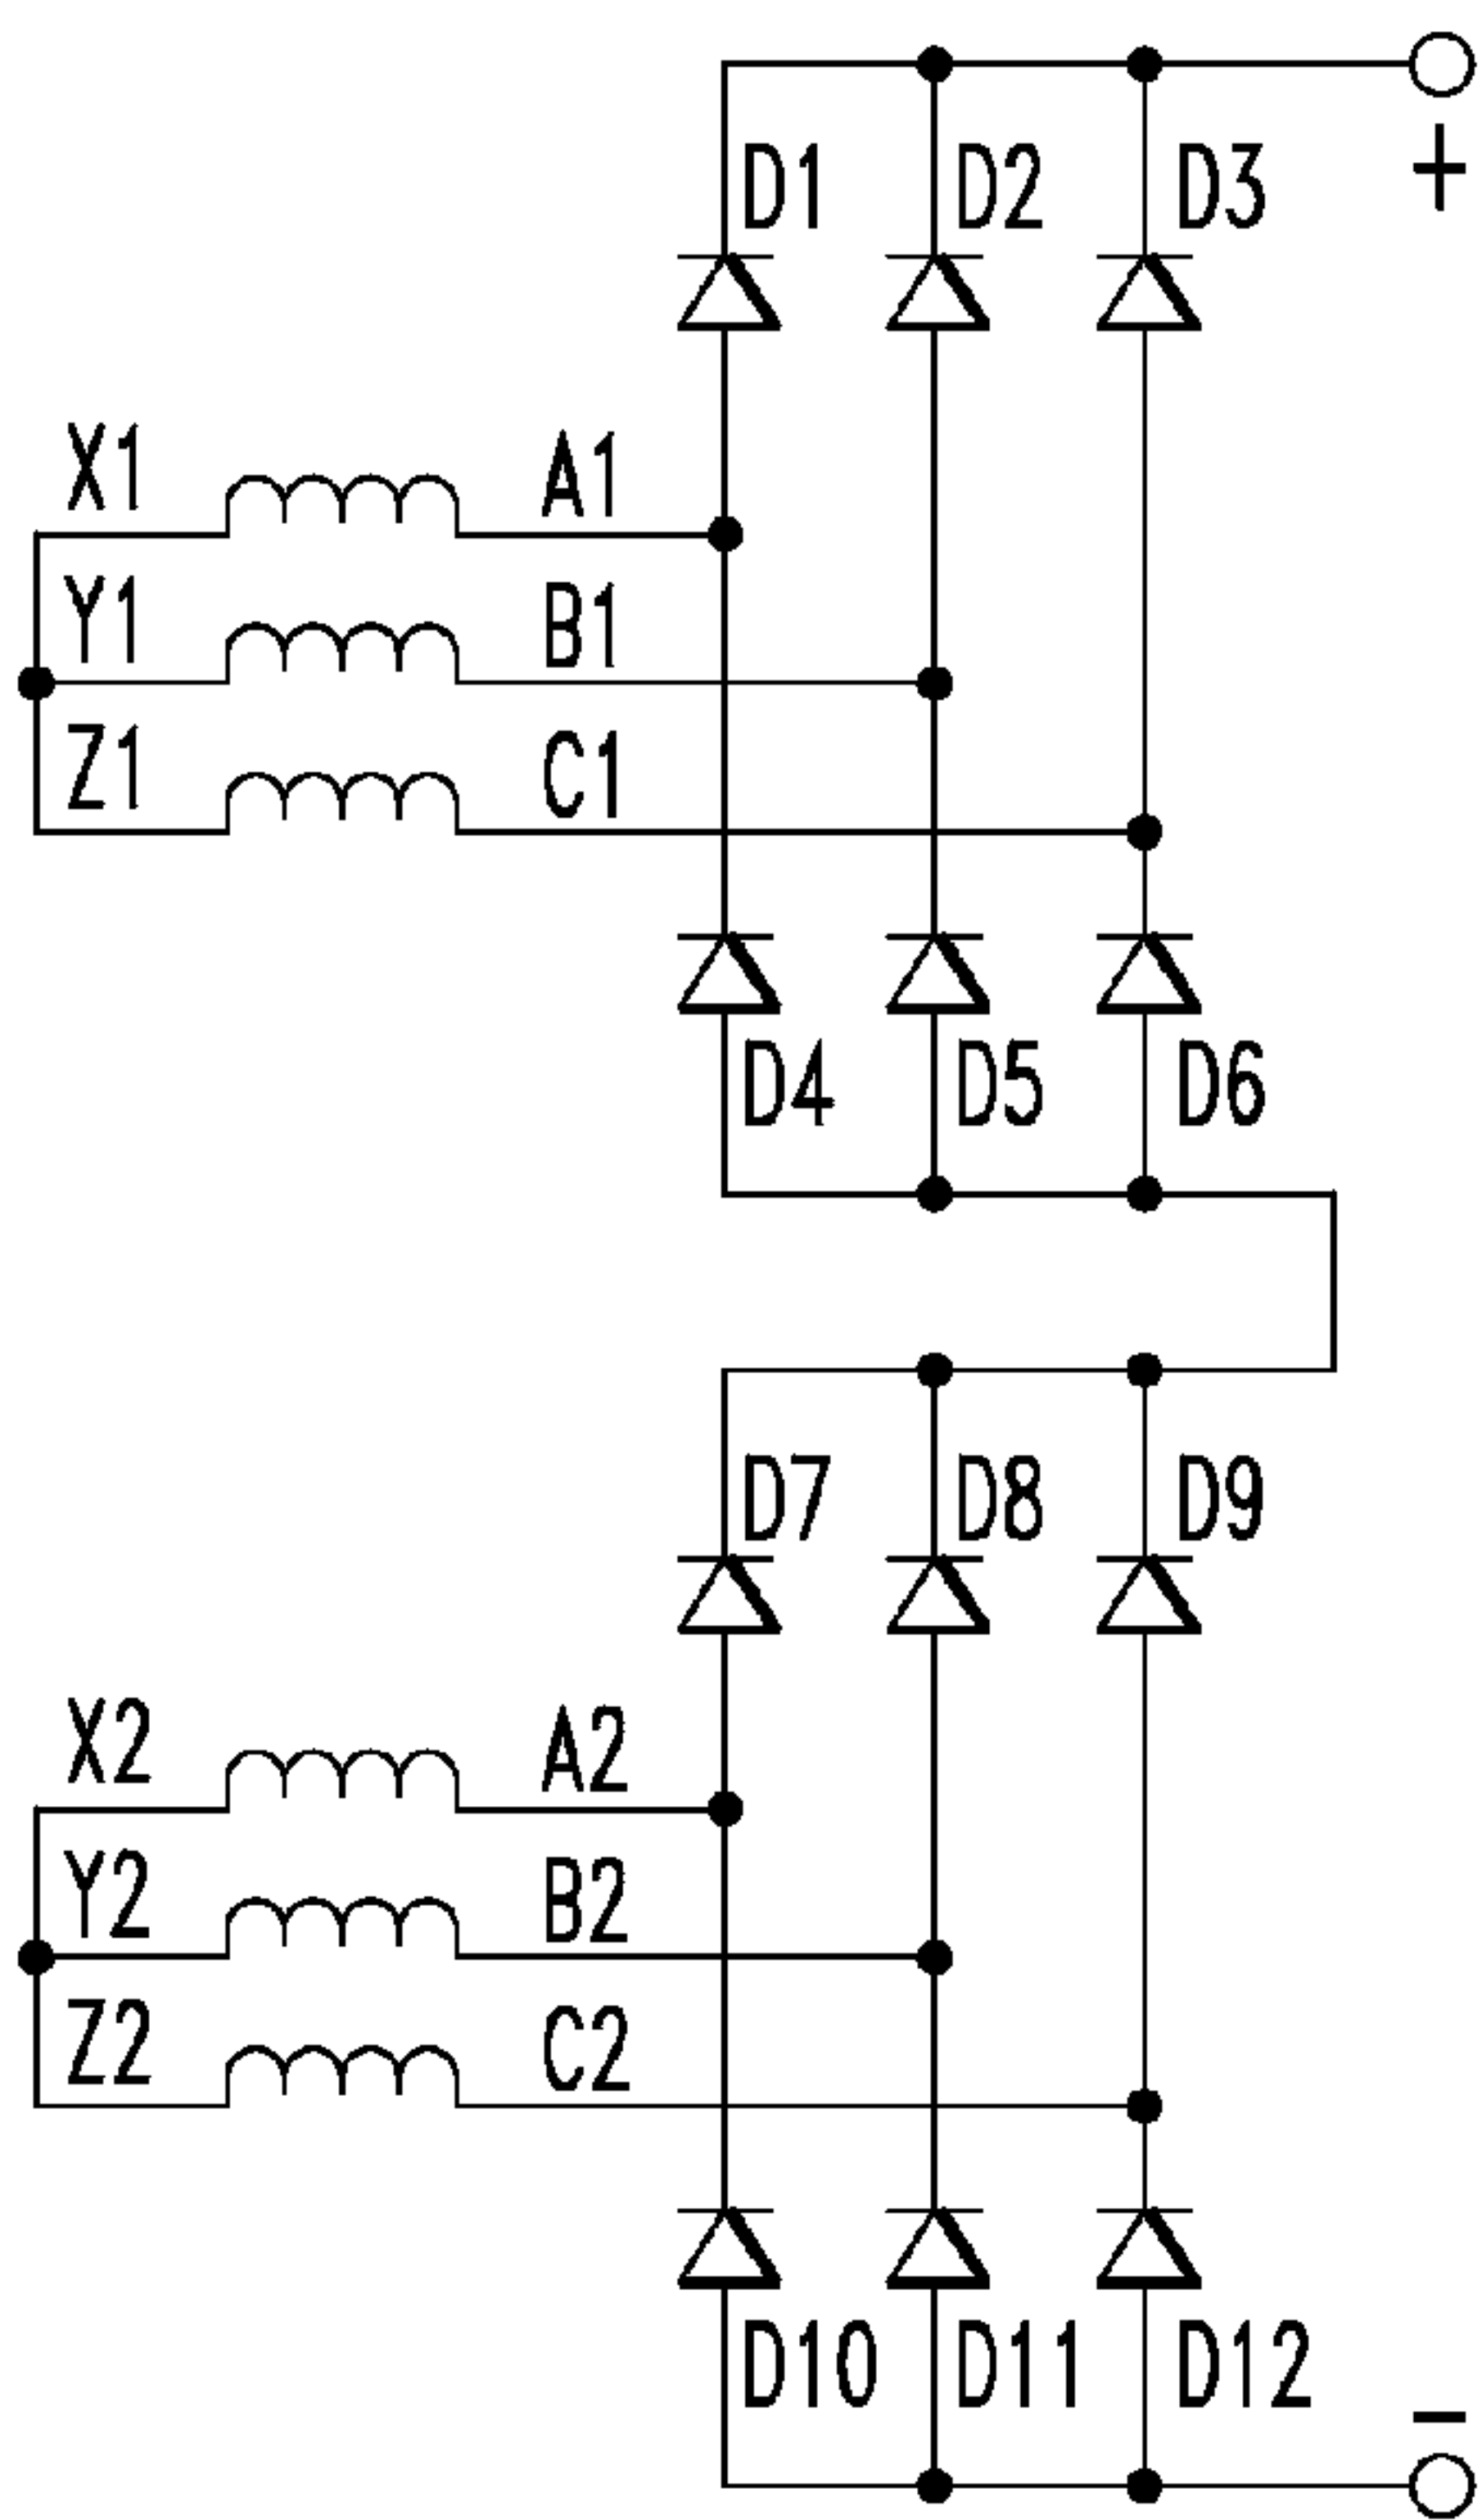 D1 D2 D3 +
X1 A1
Y1 B1
Z1 C1
D4 D5 D6
D7 D8 D9
X2 A2
Y2 B2
Z2 C2
D10 D11 D12
−